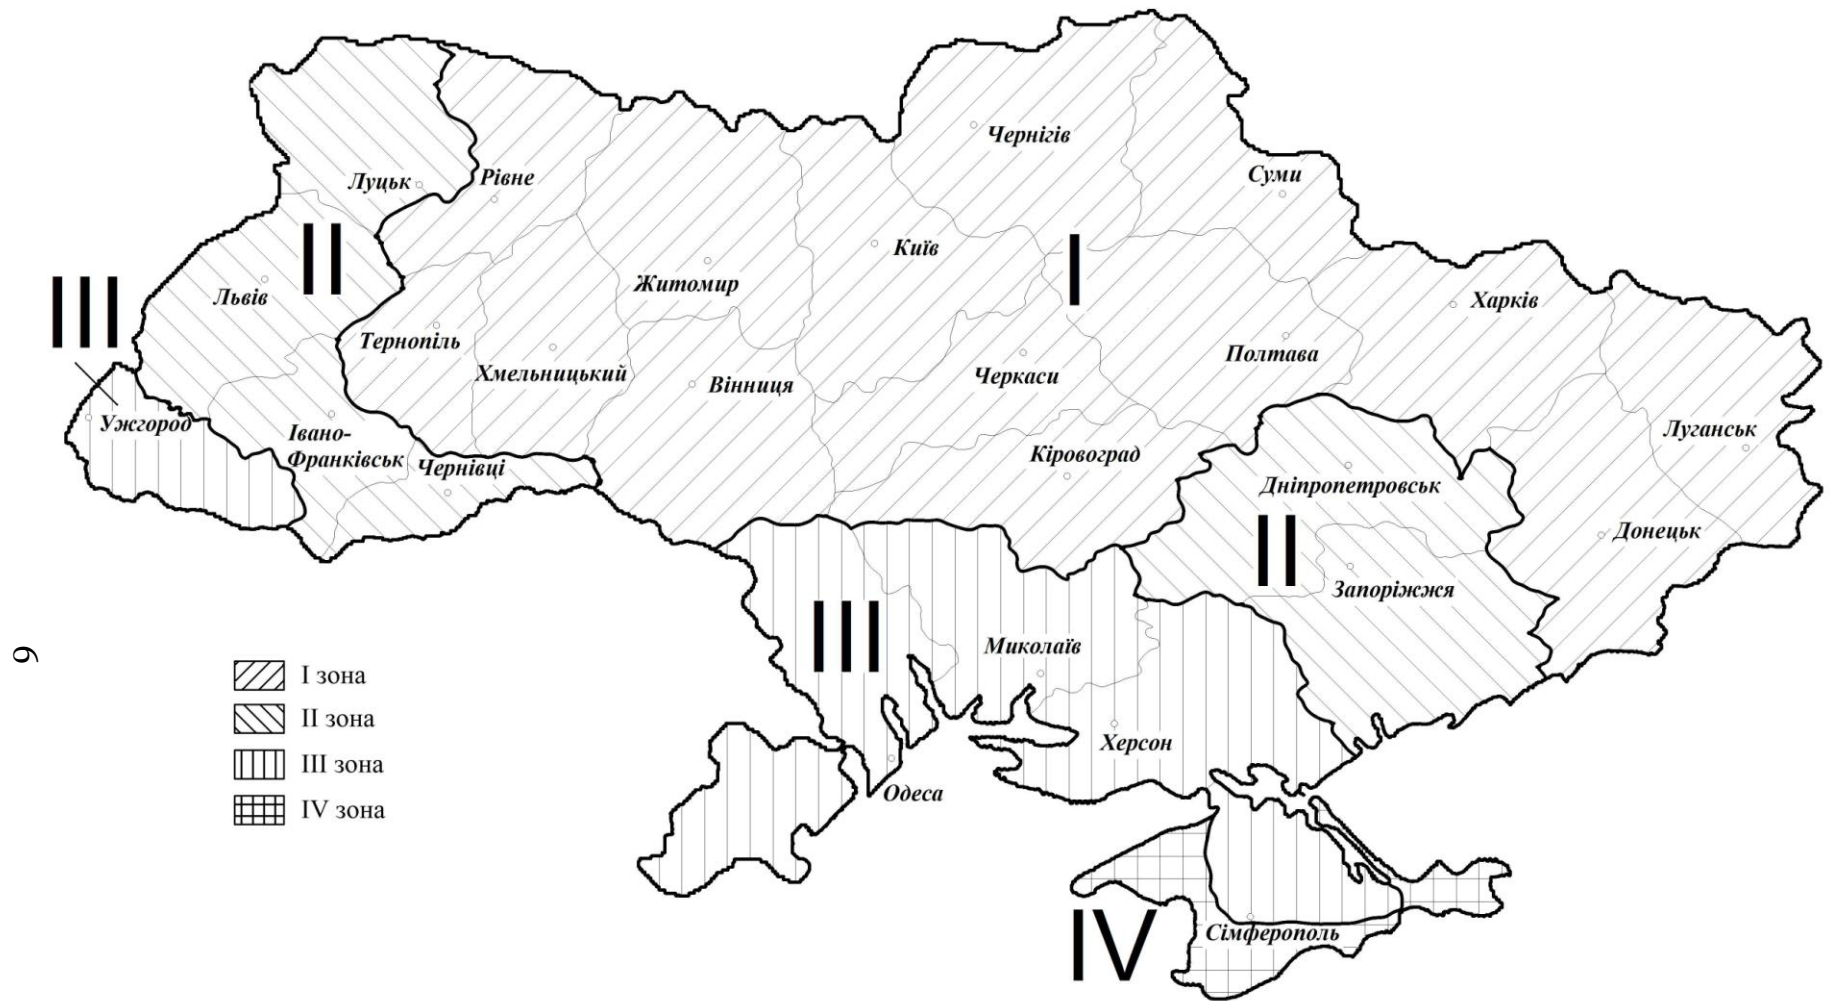 Чернігів
Суми
Луцьк
Рівне
II
Київ
I
Житомир
Львів
III
Харків
Тернопіль
Хмельницький
Вінниця
Черкаси
Полтава
Ужгород
Івано-
Франківськ
Чернівці
Кіровоград
Луганськ
Дніпропетровськ
Донецьк
II
Запоріжжя
III
Миколаїв
9
I зона
II зона
III зона
IV зона
Херсон
Одеса
IV
Сімферополь